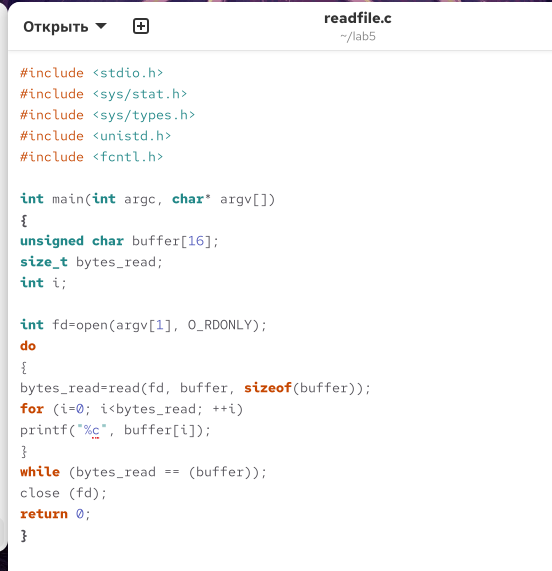 Открыть
readfile.c
~/lab5
#include <stdio.h>
#include <sys/stat.h>
#include <sys/types.h>
#include <unistd.h>
#include <fcntl.h>
int main(int argc, char* argv[])
{
unsigned char buffer[16];
size_t bytes_read;
int i;
int fd=open(argv[1], O_RDONLY);
do
{
bytes_read=read(fd, buffer, sizeof(buffer));
for (i=0; i<bytes_read; ++i)
printf("%c", buffer[i]);
}
while (bytes_read == (buffer));
close (fd);
return 0;
}